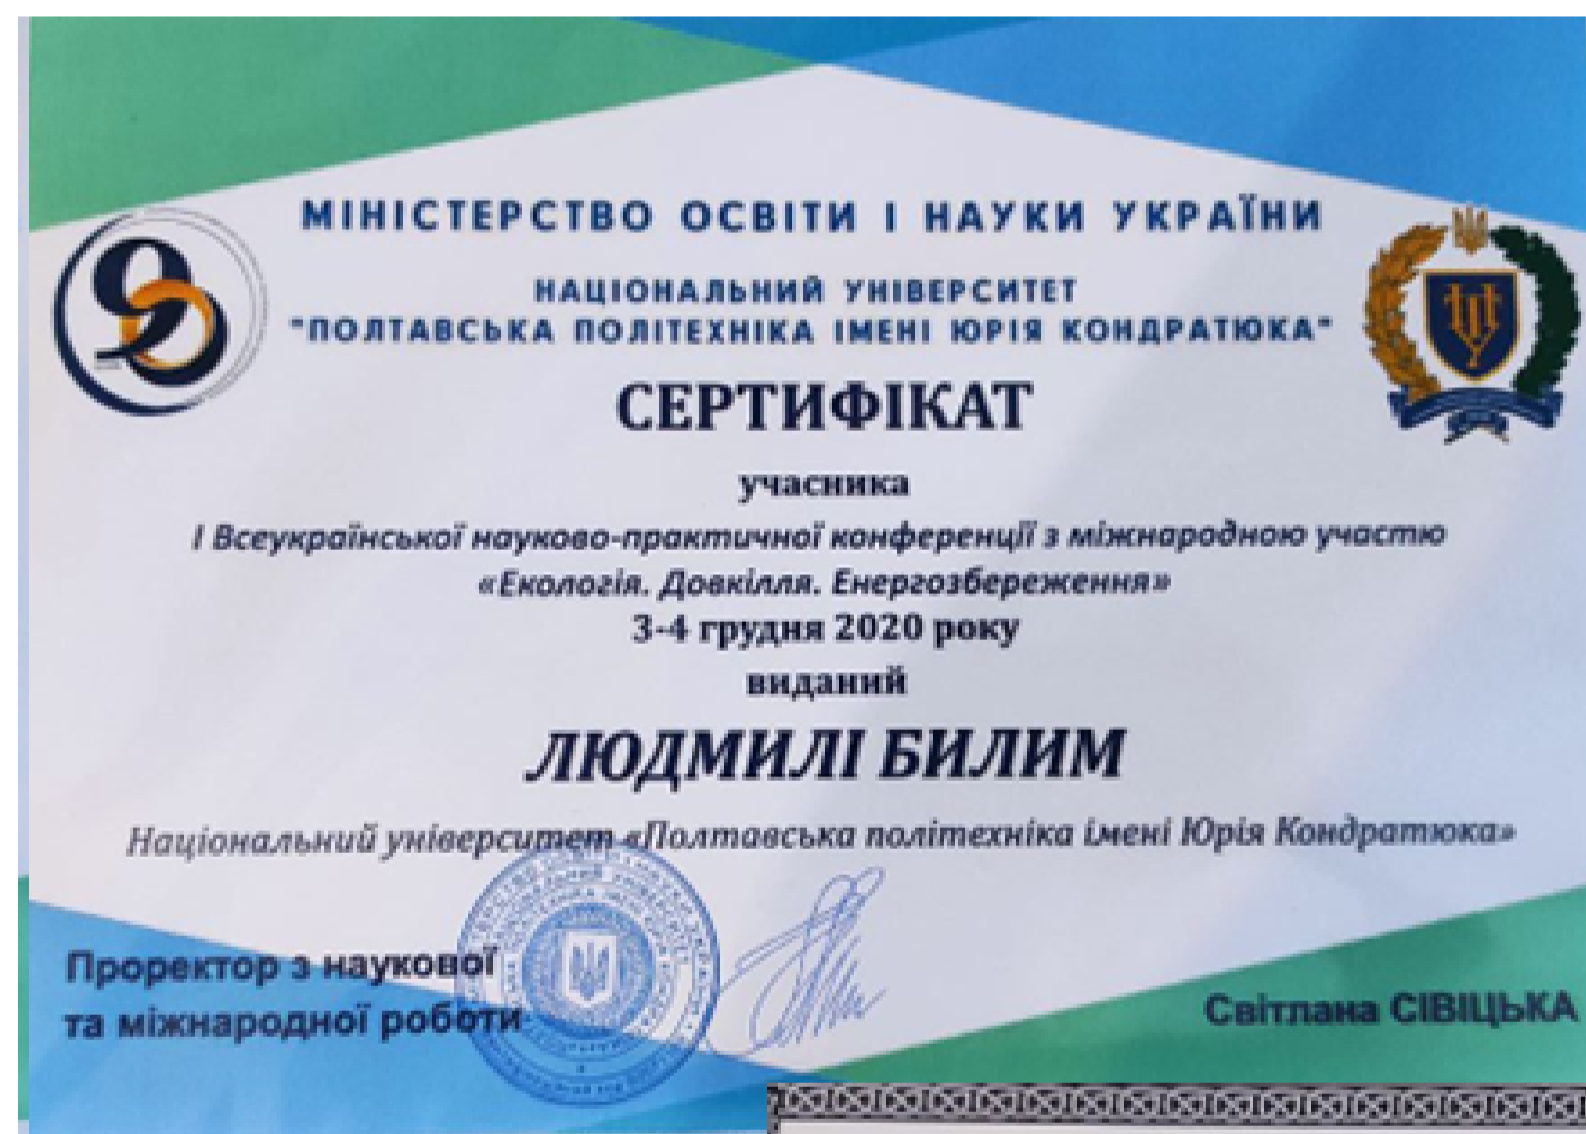 МІНІСТЕРСТВО ОСВІТИ І НАУКИ УКРАЇНИ
НАЦІОНАЛЬНИЙ УНІВЕРСИТЕТ
"ПОЛТАВСЬКА ПОЛІТЕХНІКА ІМЕНІ ЮРІЯ КОНДРАТЮКА"
90
СЕРТИФІКАТ
учасника
І Всеукраїнської науково-практичної конференції з міжнародною участю
«Екологія. Довкілля. Енергозбереження»
3-4 грудня 2020 року
виданий
ЛЮДМИЛІ БИЛИМ
Національний університет «Полтавська політехніка імені Юрія Кондратюка»
Проректор з наукової
та міжнародної роботи
Світлана СІВІЦЬКА